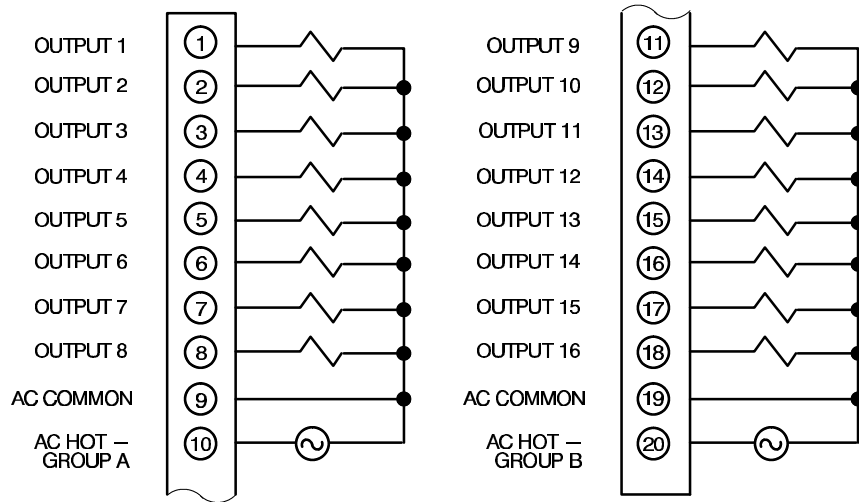 OUTPUT 1 1
OUTPUT 2 2
OUTPUT 3 3
OUTPUT 4 4
OUTPUT 5 5
OUTPUT 6 6
OUTPUT 7 7
OUTPUT 8 8
AC COMMON 9
AC HOT – 10
GROUP A
OUTPUT 9 11
OUTPUT 10 12
OUTPUT 11 13
OUTPUT 12 14
OUTPUT 13 15
OUTPUT 14 16
OUTPUT 15 17
OUTPUT 16 18
AC COMMON 19
AC HOT – 20
GROUP B